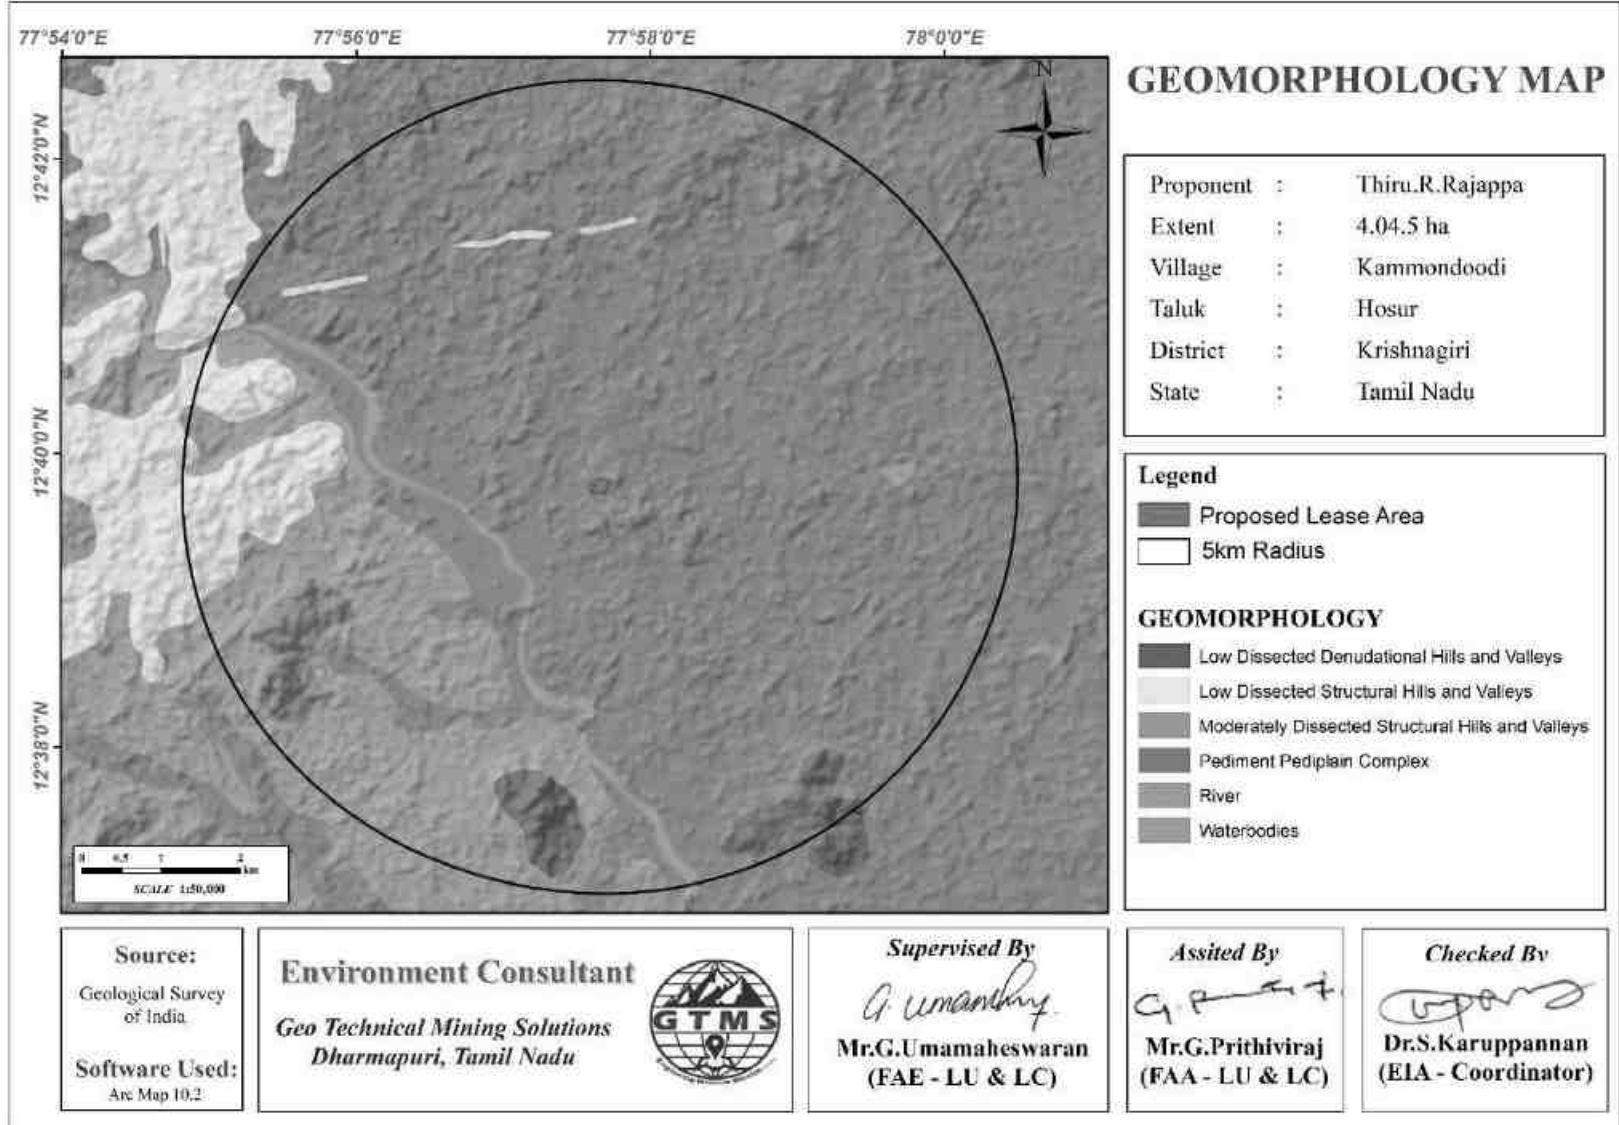 77°54'0"E 77°56'0"E 77°58'0"E 78°0'0"E
12°42'0"N
12°40'0"N
12°38'0"N
N
0 0.5 1 2
km
SCALE 1:50,000
GEOMORPHOLOGY MAP
Proponent : Thiru.R.Rajappa
Extent : 4.04.5 ha
Village : Kammondoodi
Taluk : Hosur
District : Krishnagiri
State : Tamil Nadu
Legend
Proposed Lease Area
5km Radius
GEOMORPHOLOGY
Low Dissected Denudational Hills and Valleys
Low Dissected Structural Hills and Valleys
Moderately Dissected Structural Hills and Valleys
Pediment Pediplain Complex
River
Waterbodies
Source:
Geological Survey
of India
Software Used:
Arc Map 10.2
Environment Consultant
Geo Technical Mining Solutions
Dharmapuri, Tamil Nadu
GTMS
Supervised By
G. Umamhy
Mr.G.Umamaheswaran
(FAE - LU & LC)
Assited By
Mr.G.Prithiviraj
(FAA - LU & LC)
Checked By
Dr.S.Karuppannan
(EIA - Coordinator)